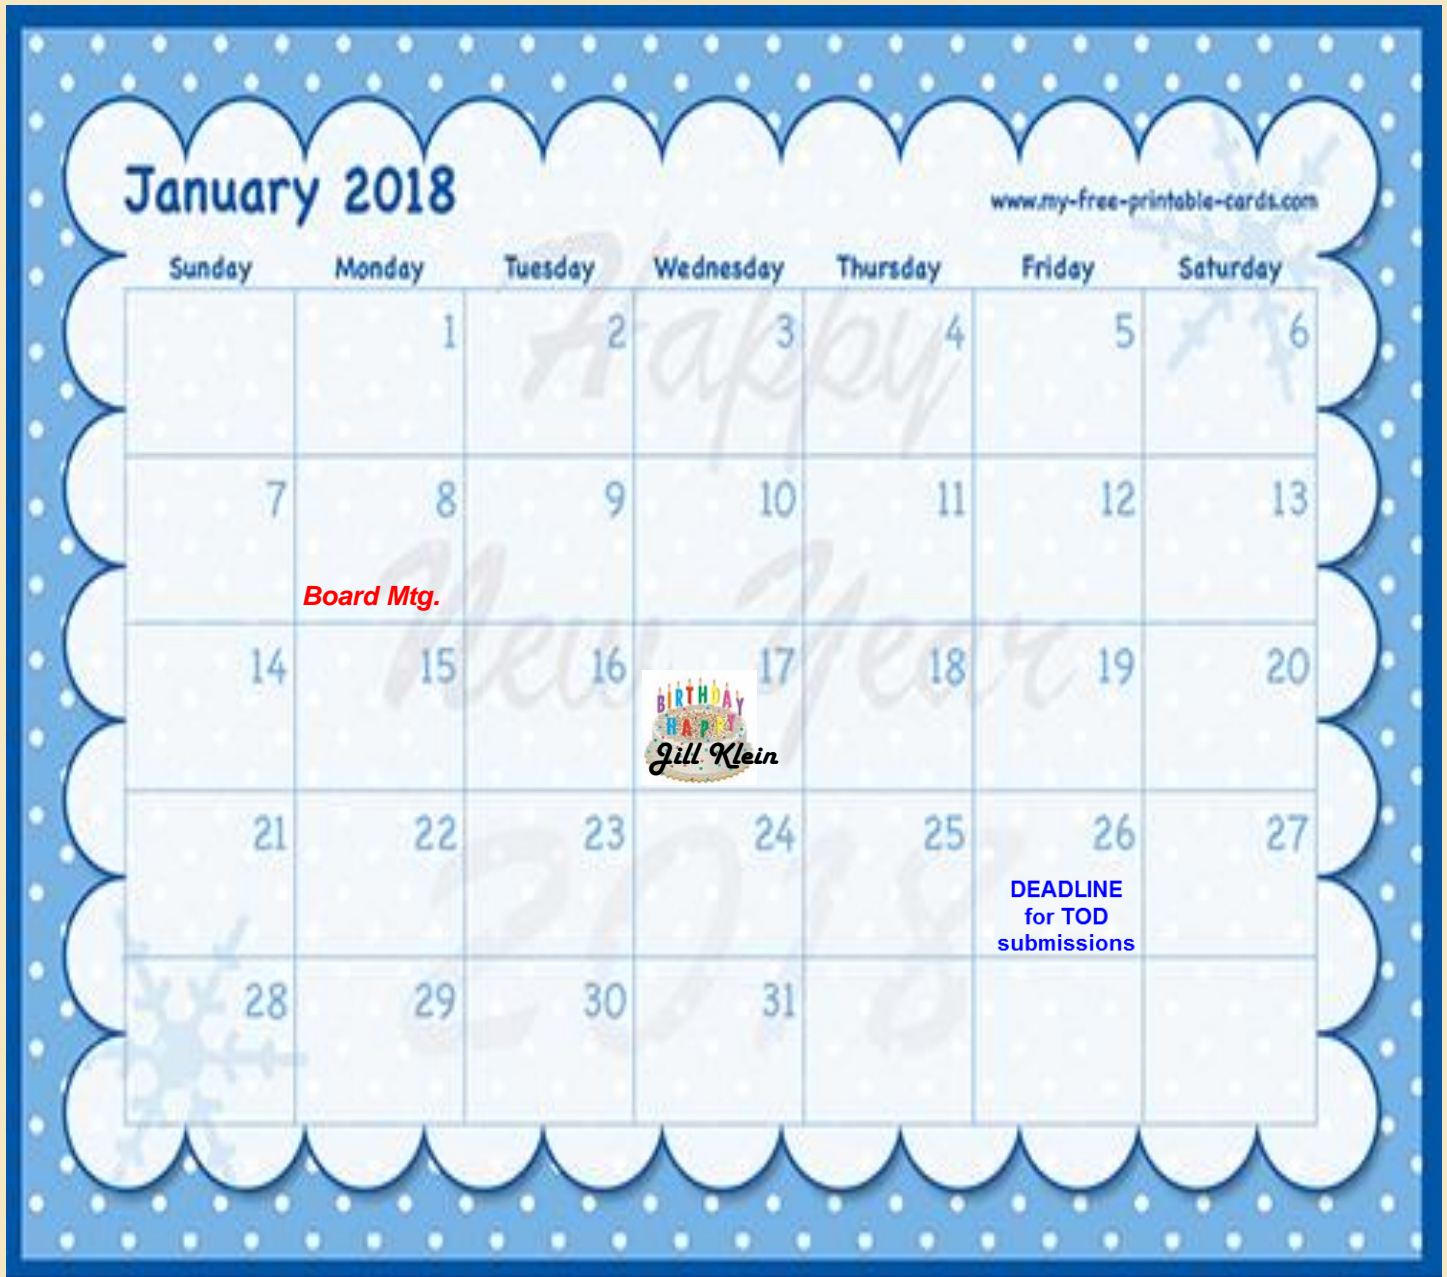 January 2018
www.my-free-printable-cards.com
Sunday Monday Tuesday Wednesday Thursday Friday Saturday
Happy
1 2 3 4 5 6
7 8 9 10 11 12 13
Board Mtg.
New Year
14 15 16 17 18 19 20
BIRTHDAY
HAPPY
Jill Klein
21 22 23 24 25 26 27
DEADLINE
for TOD
submissions
2018
28 29 30 31